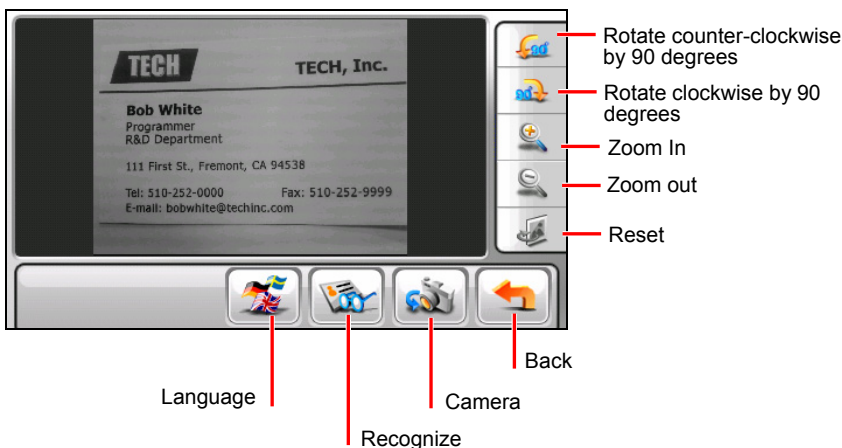 TECH
TECH, Inc.
Bob White
Programmer
R&D Department
111 First St., Fremont, CA 94538
Tel: 510-252-0000 Fax: 510-252-9999
E-mail: bobwhite@techinc.com
90°
Rotate counter-clockwise
by 90 degrees
90°
Rotate clockwise by 90
degrees
Zoom In
Zoom out
Reset
Back
Language
Camera
Recognize